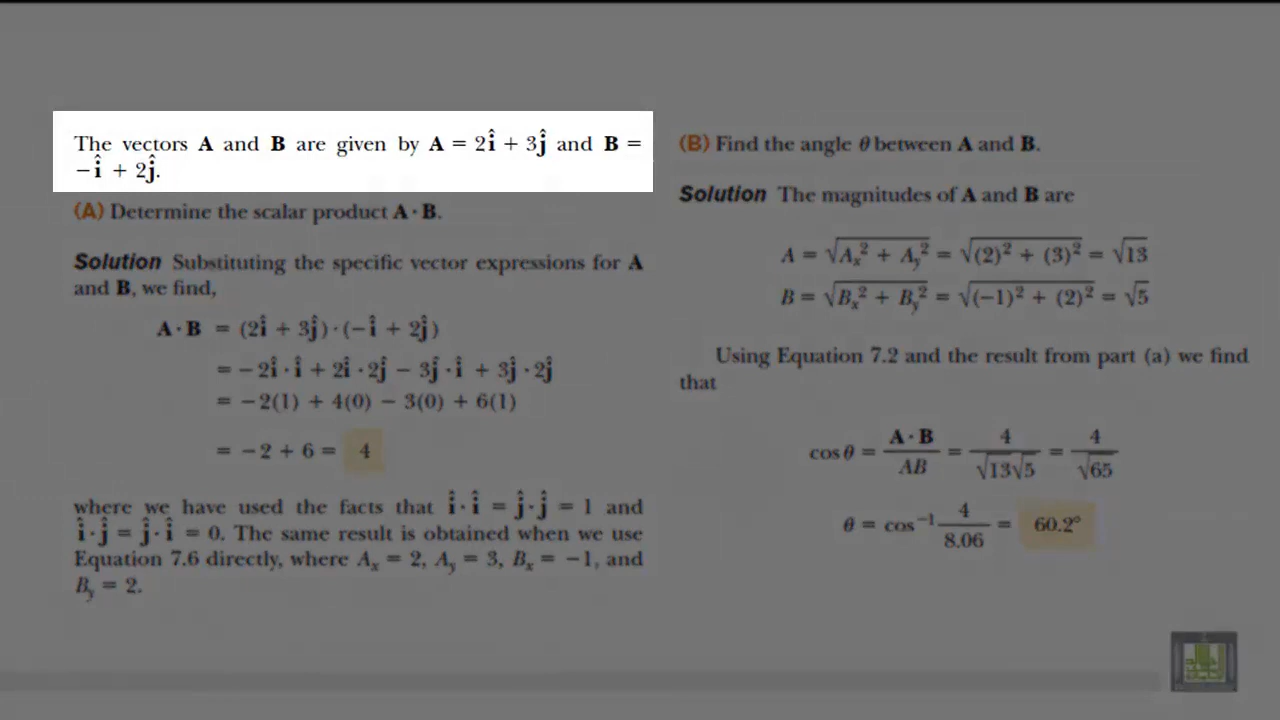 The vectors A and B are given by A = 2î + 3ĵ and B =
−î + 2ĵ.
(A) Determine the scalar product A · B.
Solution Substituting the specific vector expressions for A
and B, we find,
A · B = (2î + 3ĵ) · (−î + 2ĵ)
= −2î · î + 2î · 2ĵ − 3ĵ · î + 3ĵ · 2ĵ
= −2(1) + 4(0) − 3(0) + 6(1)
= −2 + 6 = 4
where we have used the facts that î · î = ĵ · ĵ = 1 and
î · ĵ = ĵ · î = 0. The same result is obtained when we use
Equation 7.6 directly, where Aₓ = 2, A_y = 3, Bₓ = −1, and
B_y = 2.
(B) Find the angle θ between A and B.
Solution The magnitudes of A and B are
A = √(Aₓ² + A_y²) = √((2)² + (3)²) = √13
B = √(Bₓ² + B_y²) = √((−1)² + (2)²) = √5
Using Equation 7.2 and the result from part (a) we find
that
cos θ = A · B / AB = 4 / √13√5 = 4 / √65
θ = cos⁻¹ 4 / 8.06 = 60.2°